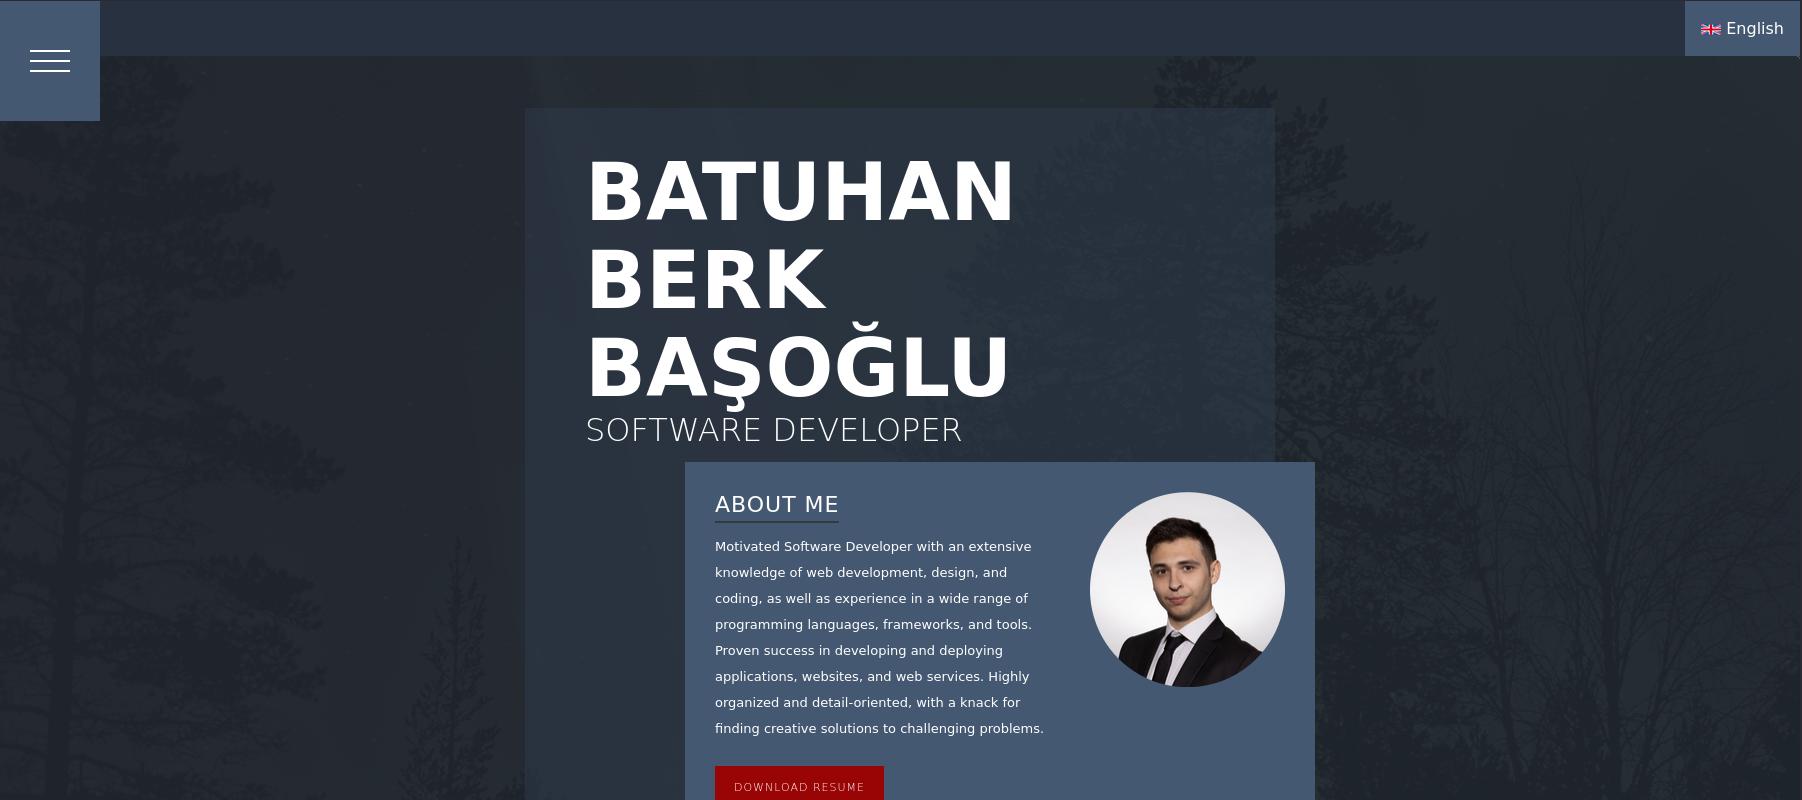 English
BATUHAN
BERK
BAŞOĞLU
SOFTWARE DEVELOPER
ABOUT ME
Motivated Software Developer with an extensive
knowledge of web development, design, and
coding, as well as experience in a wide range of
programming languages, frameworks, and tools.
Proven success in developing and deploying
applications, websites, and web services. Highly
organized and detail-oriented, with a knack for
finding creative solutions to challenging problems.
DOWNLOAD RESUME